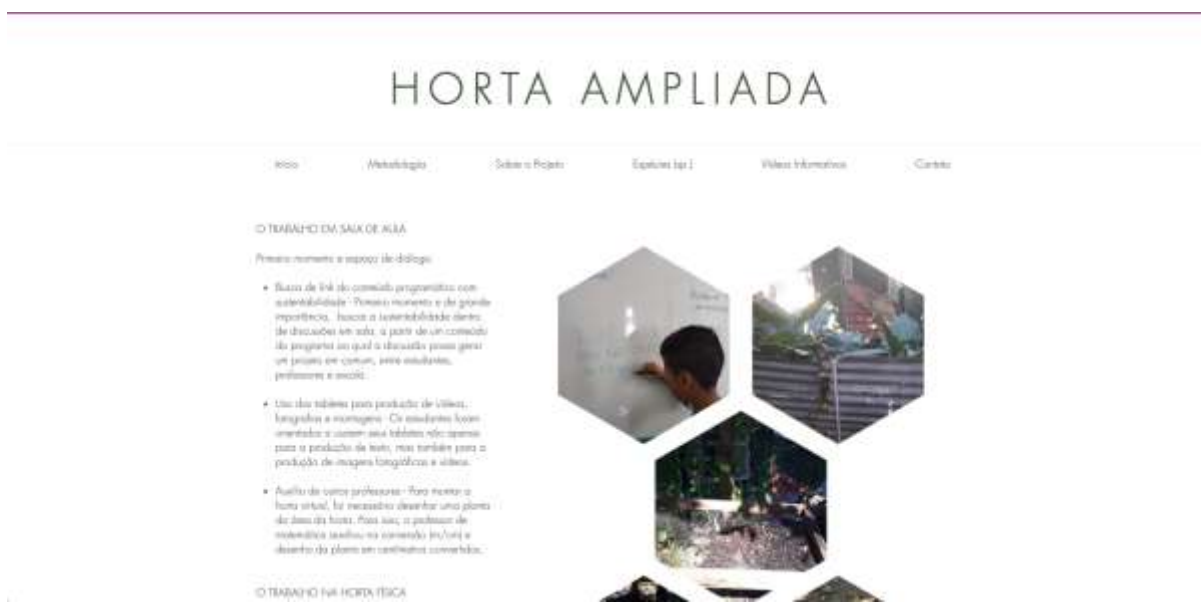 HORTA AMPLIADA
Início
Metodologia
Sobre o Projeto
Espécies (sp.)
Vídeos Informativos
Contato
O TRABALHO EM SALA DE AULA
Primeiro momento e espaço de diálogo
• Busca de link do conteúdo programático com
sustentabilidade - Primeiro momento e de grande
importância, buscar a sustentabilidade dentro
de discussões em sala, a partir de um conteúdo
do programa ao qual a discussão possa gerar
um projeto em comum, entre estudantes,
professores e escola.
• Uso dos tabletes para produção de Vídeos,
fotografias e montagens - Os estudantes foram
orientados a usarem seus tabletes não apenas
para a produção de texto, mas também para a
produção de imagens fotográficas e vídeos.
• Auxílio de outros professores - Para montar a
horta virtual, foi necessário desenhar uma planta
da área da horta. Para isso, o professor de
matemática auxiliou na conversão (m/cm) e
desenho da planta em centímetros convertidos.
O TRABALHO NA HORTA FÍSICA